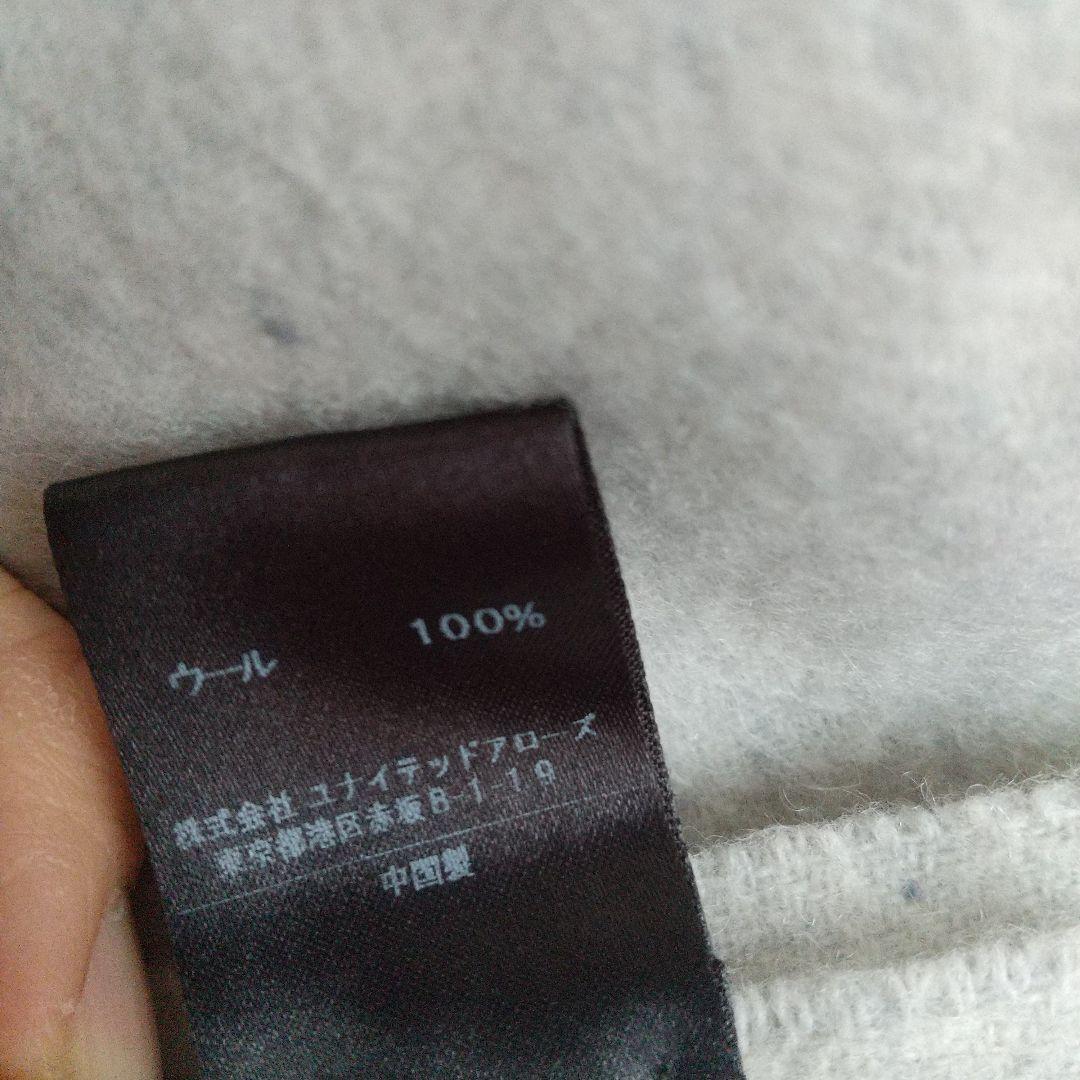 ウール 100%
株式会社 ユナイテッドアローズ
東京都港区赤坂8-1-19
中国製